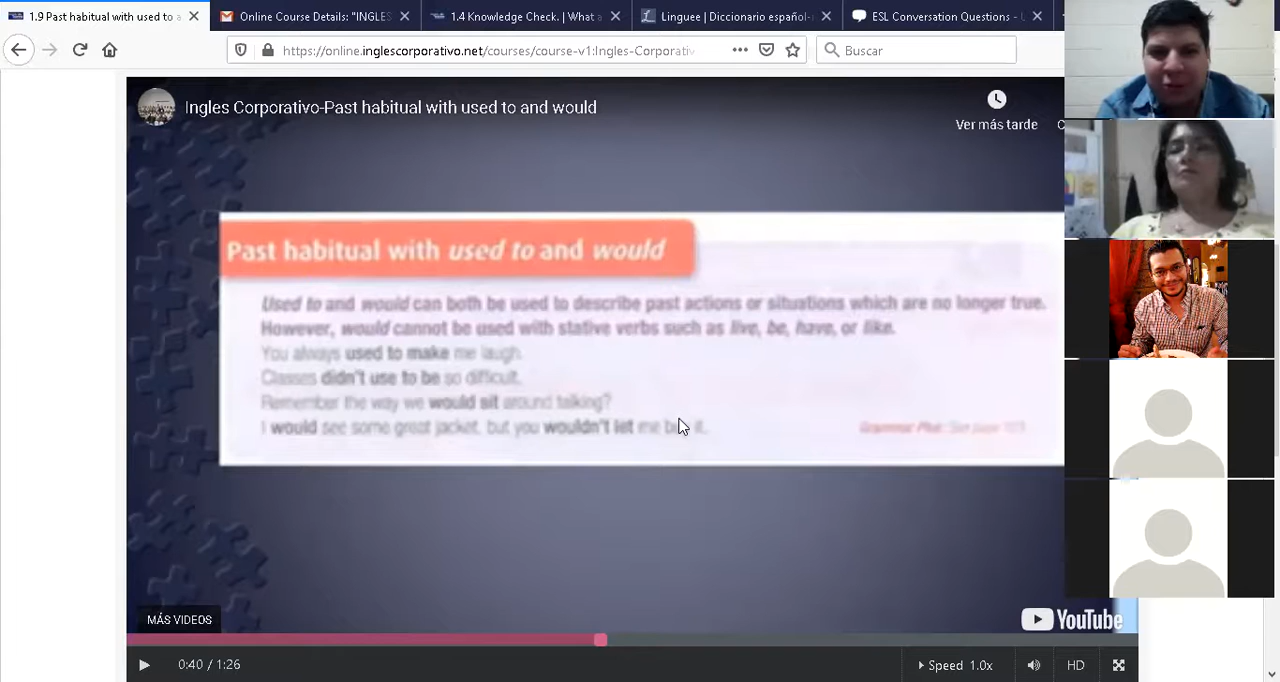 1.9 Past habitual with used to a
Online Course Details: "INGLES
1.4 Knowledge Check. | What a
Linguee | Diccionario español-
ESL Conversation Questions -
https://online.inglescorporativo.net/courses/course-v1:Ingles-Corporativ
Buscar
Ingles Corporativo-Past habitual with used to and would
Ver más tarde
Past habitual with used to and would
Used to and would can both be used to describe past actions or situations which are no longer true.
However, would cannot be used with stative verbs such as live, be, have, or like.
You always used to make me laugh.
Classes didn't use to be so difficult.
Remember the way we would sit around talking?
I would see some great jacket, but you wouldn't let me buy it.
Grammar Plus: See page
MÁS VIDEOS
YouTube
0:40 / 1:26
Speed 1.0x
HD